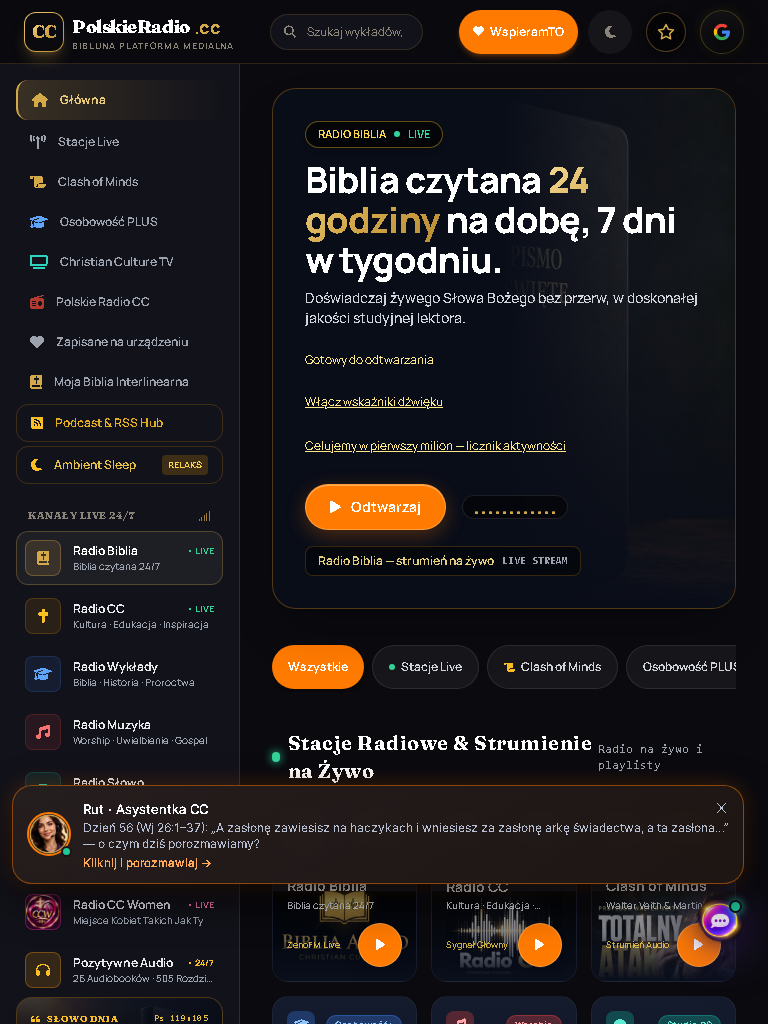 CC
PolskieRadio .cc
BIBLIJNA PLATFORMA MEDIALNA
Szukaj wykładów,
WspieramTO
Główna
Stacje Live
Clash of Minds
Osobowość PLUS
Christian Culture TV
Polskie Radio CC
Zapisane na urządzeniu
Moja Biblia Interlinearna
Podcast & RSS Hub
Ambient Sleep RELAKS
KANAŁY LIVE 24/7
Radio Biblia • LIVE
Biblia czytana 24/7
Radio CC • LIVE
Kultura · Edukacja · Inspiracja
Radio Wykłady
Biblia · Historia · Proroctwa
Radio Muzyka
Worship · Uwielbienie · Gospel
Radio Słowo
Radio CC Women • LIVE
Miejsce Kobiet Takich Jak Ty
Pozytywne Audio • 24/7
26 Audiobooków · 505 Rozdzi...
SŁOWO DNIA Ps 119:105
RADIO BIBLIA LIVE
Biblia czytana 24
godziny na dobę, 7 dni
w tygodniu.
PISMO
ŚWIĘTE
Doświadczaj żywego Słowa Bożego bez przerw, w doskonałej
jakości studyjnej lektora.
Gotowy do odtwarzania
Włącz wskaźniki dźwięku
Celujemy w pierwszy milion — licznik aktywności
Odtwarzaj
Radio Biblia — strumień na żywo LIVE STREAM
Wszystkie
Stacje Live
Clash of Minds
Osobowość PLUS
Stacje Radiowe & Strumienie
na Żywo
Radio na żywo i
playlisty
Rut · Asystentka CC
Dzień 56 (Wj 26:1–37): „A zasłonę zawiesisz na haczykach i wniesiesz za zasłonę arkę świadectwa, a ta zasłona...”
— o czym dziś porozmawiamy?
Kliknij i porozmawiaj →
Radio Biblia
Biblia czytana 24/7
ZenoFM Live
Radio CC
Kultura · Edukacja ·...
Sygnał Główny
Radio
Clash of Minds
Walter Veith & Martin
TOTALNY
Strumień Audio